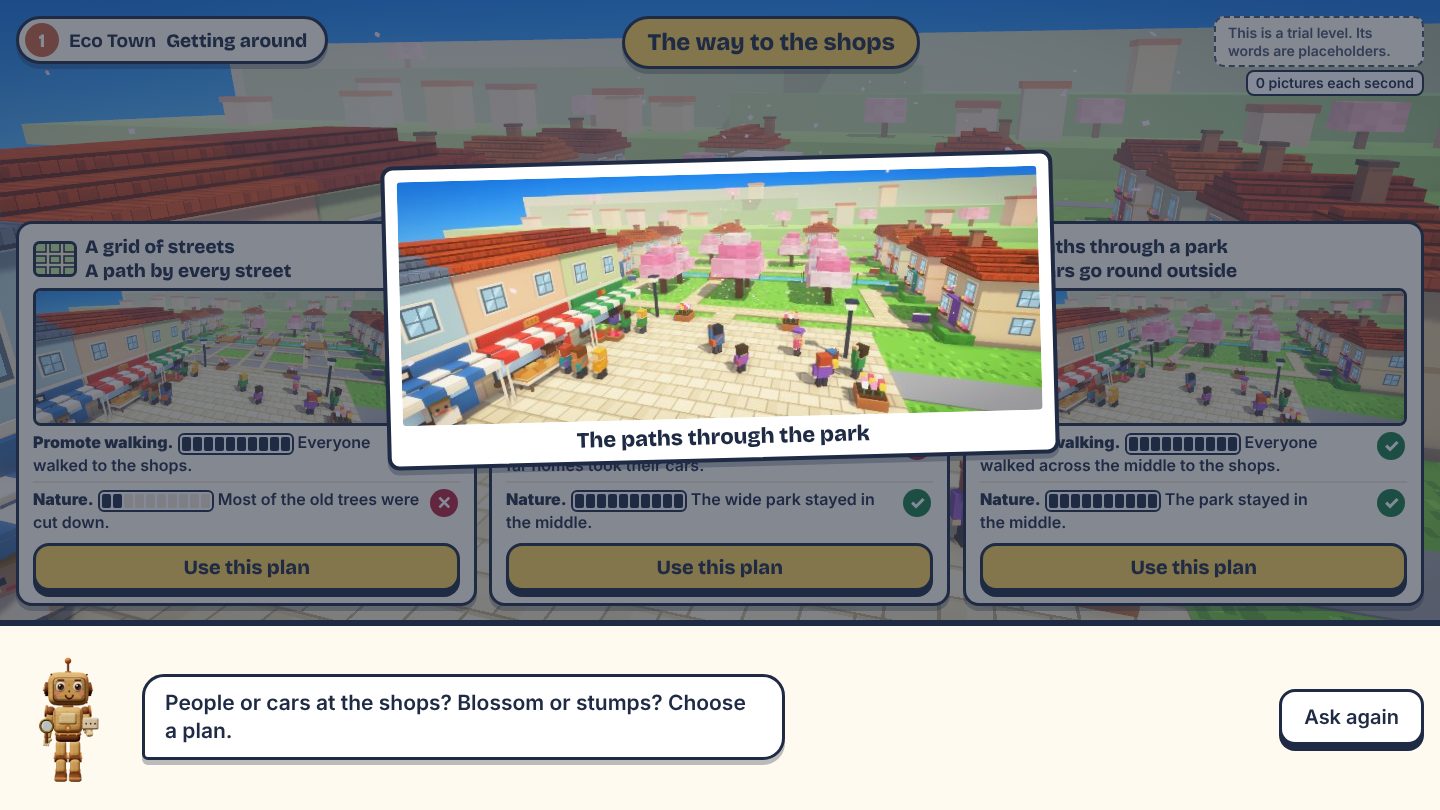 1 Eco Town Getting around
The way to the shops
This is a trial level. Its
words are placeholders.
0 pictures each second
The paths through the park
A grid of streets
A path by every street
Promote walking. Everyone
walked to the shops.
Nature. Most of the old trees were
cut down.
Use this plan
far homes took their cars.
Nature. The wide park stayed in
the middle.
Use this plan
through a park
go round outside
walking. Everyone
walked across the middle to the shops.
Nature. The park stayed in
the middle.
Use this plan
People or cars at the shops? Blossom or stumps? Choose
a plan.
Ask again